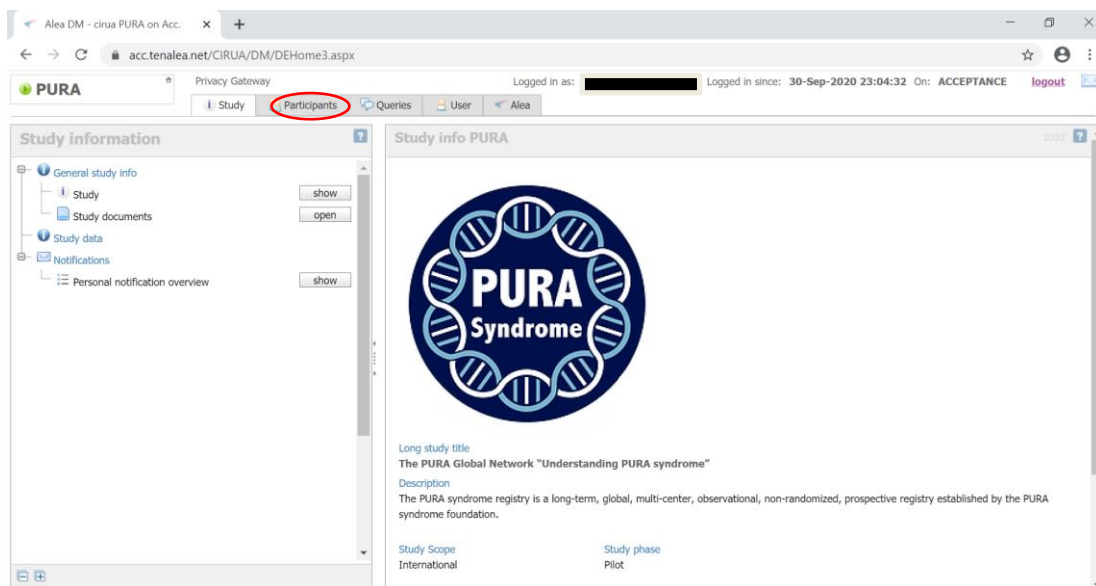 Alea DM - cirua PURA on Acc.
acc.tenalea.net/CIRUA/DM/DEHome3.aspx
PURA
Privacy Gateway
Logged in as:
Logged in since: 30-Sep-2020 23:04:32 On: ACCEPTANCE
logout
Study
Participants
Queries
User
Alea
Study information
?
General study info
Study
show
Study documents
open
Study data
Notifications
Personal notification overview
show
Study info PURA
1032 ?
PURA
Syndrome
Long study title
The PURA Global Network "Understanding PURA syndrome"
Description
The PURA syndrome registry is a long-term, global, multi-center, observational, non-randomized, prospective registry established by the PURA
syndrome foundation.
Study Scope
Study phase
International
Pilot